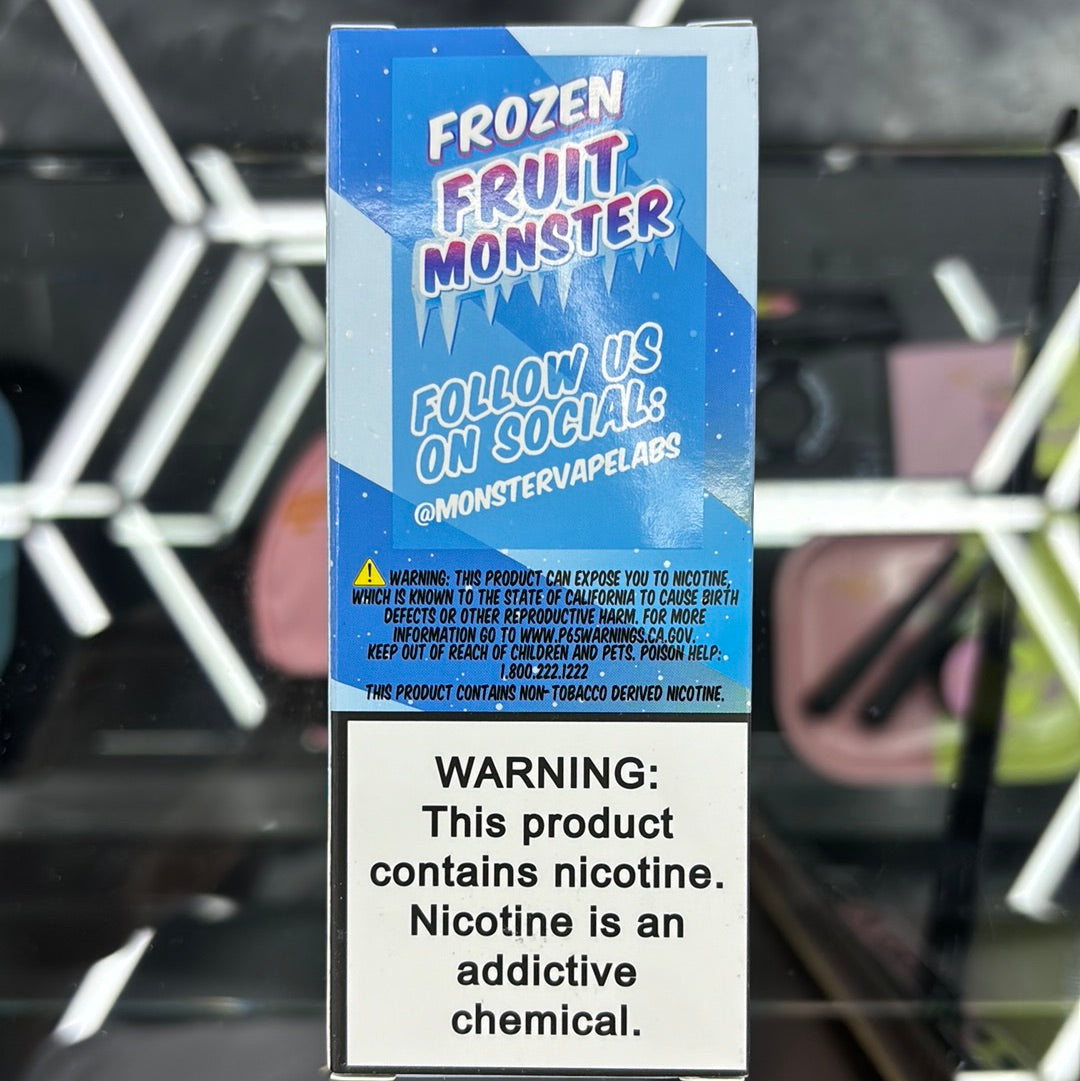 FROZEN
FRUIT
MONSTER
FOLLOW US
ON SOCIAL:
@MONSTERVAPELABS
WARNING: THIS PRODUCT CAN EXPOSE YOU TO NICOTINE,
WHICH IS KNOWN TO THE STATE OF CALIFORNIA TO CAUSE BIRTH
DEFECTS OR OTHER REPRODUCTIVE HARM. FOR MORE
INFORMATION GO TO WWW.P65WARNINGS.CA.GOV.
KEEP OUT OF REACH OF CHILDREN AND PETS. POISON HELP:
1.800.222.1222
THIS PRODUCT CONTAINS NON-TOBACCO DERIVED NICOTINE.
WARNING:
This product
contains nicotine.
Nicotine is an
addictive
chemical.